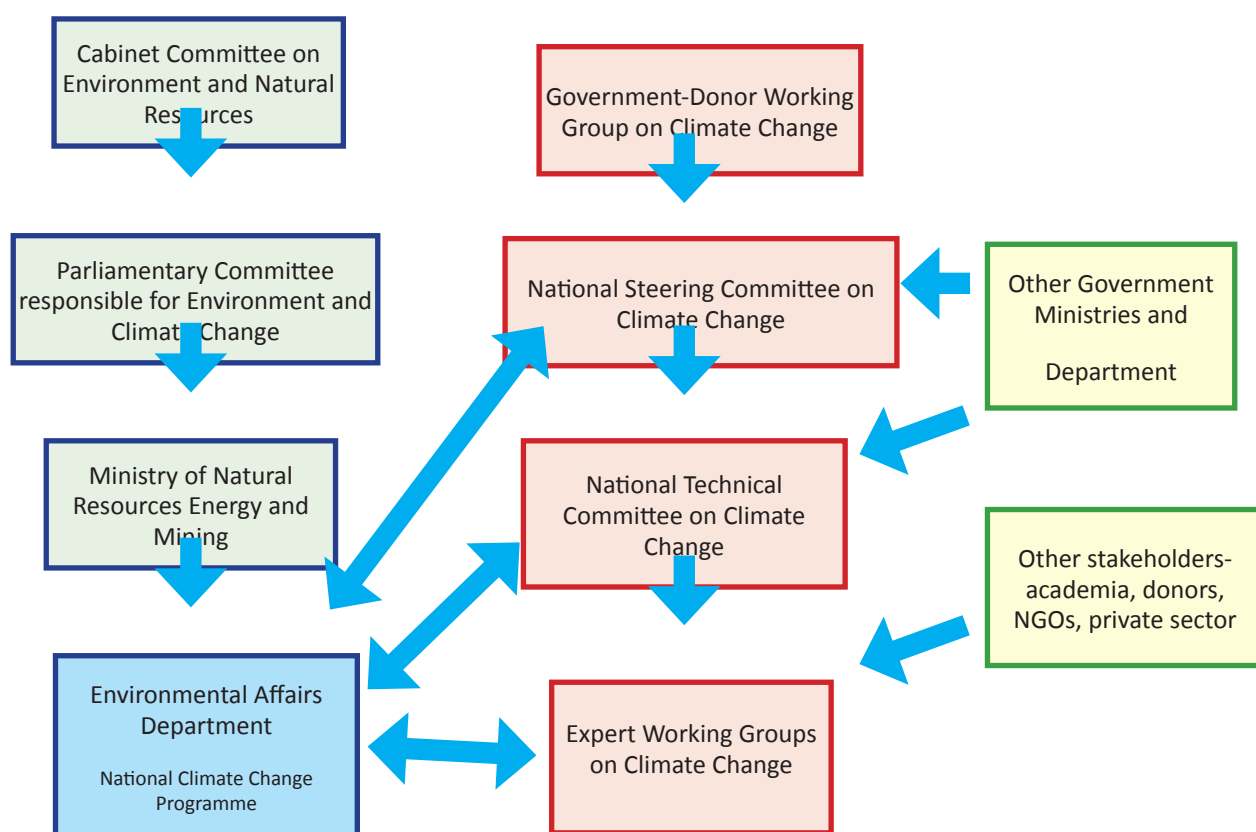 Cabinet Committee on
Environment and Natural
Resources
Government-Donor Working
Group on Climate Change
Parliamentary Committee
responsible for Environment and
Climate Change
National Steering Committee on
Climate Change
Other Government
Ministries and
Department
Ministry of Natural
Resources Energy and
Mining
National Technical
Committee on Climate
Change
Other stakeholders-
academia, donors,
NGOs, private sector
Environmental Affairs
Department
National Climate Change
Programme
Expert Working Groups
on Climate Change